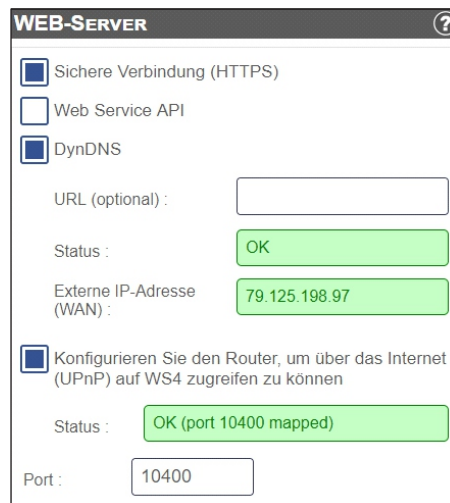 WEB-SERVER
?
Sichere Verbindung (HTTPS)
Web Service API
DynDNS
URL (optional) :
Status :
OK
Externe IP-Adresse
(WAN) :
79.125.198.97
Konfigurieren Sie den Router, um über das Internet
(UPnP) auf WS4 zugreifen zu können
Status :
OK (port 10400 mapped)
Port :
10400